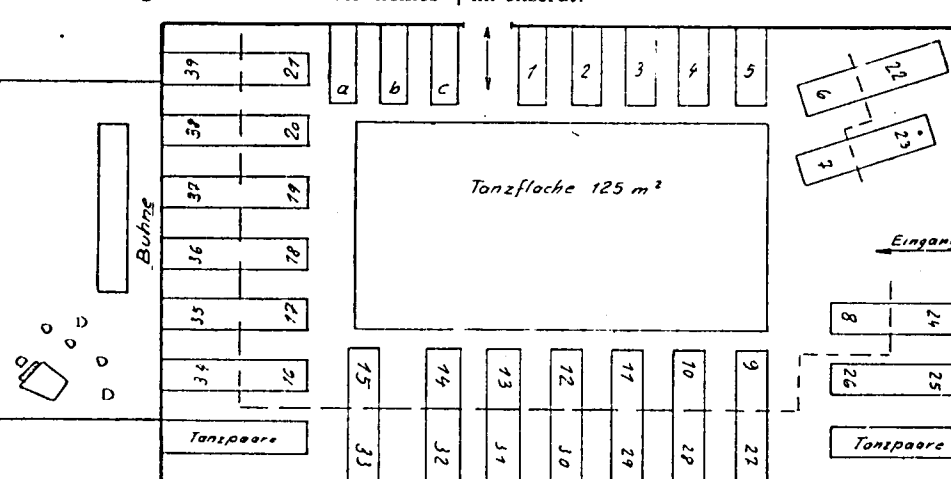 39 21
a b c 1 2 3 4 5
6 22
38 20
7 23
Tanzfläche 125 m²
37 19
Bühne
36 18
Eingan
35 17
8 24
34 16
15 14 13 12 11 10 9
26 25
Tanzpaare
33 32 31 30 29 28 27
Tanzpaare